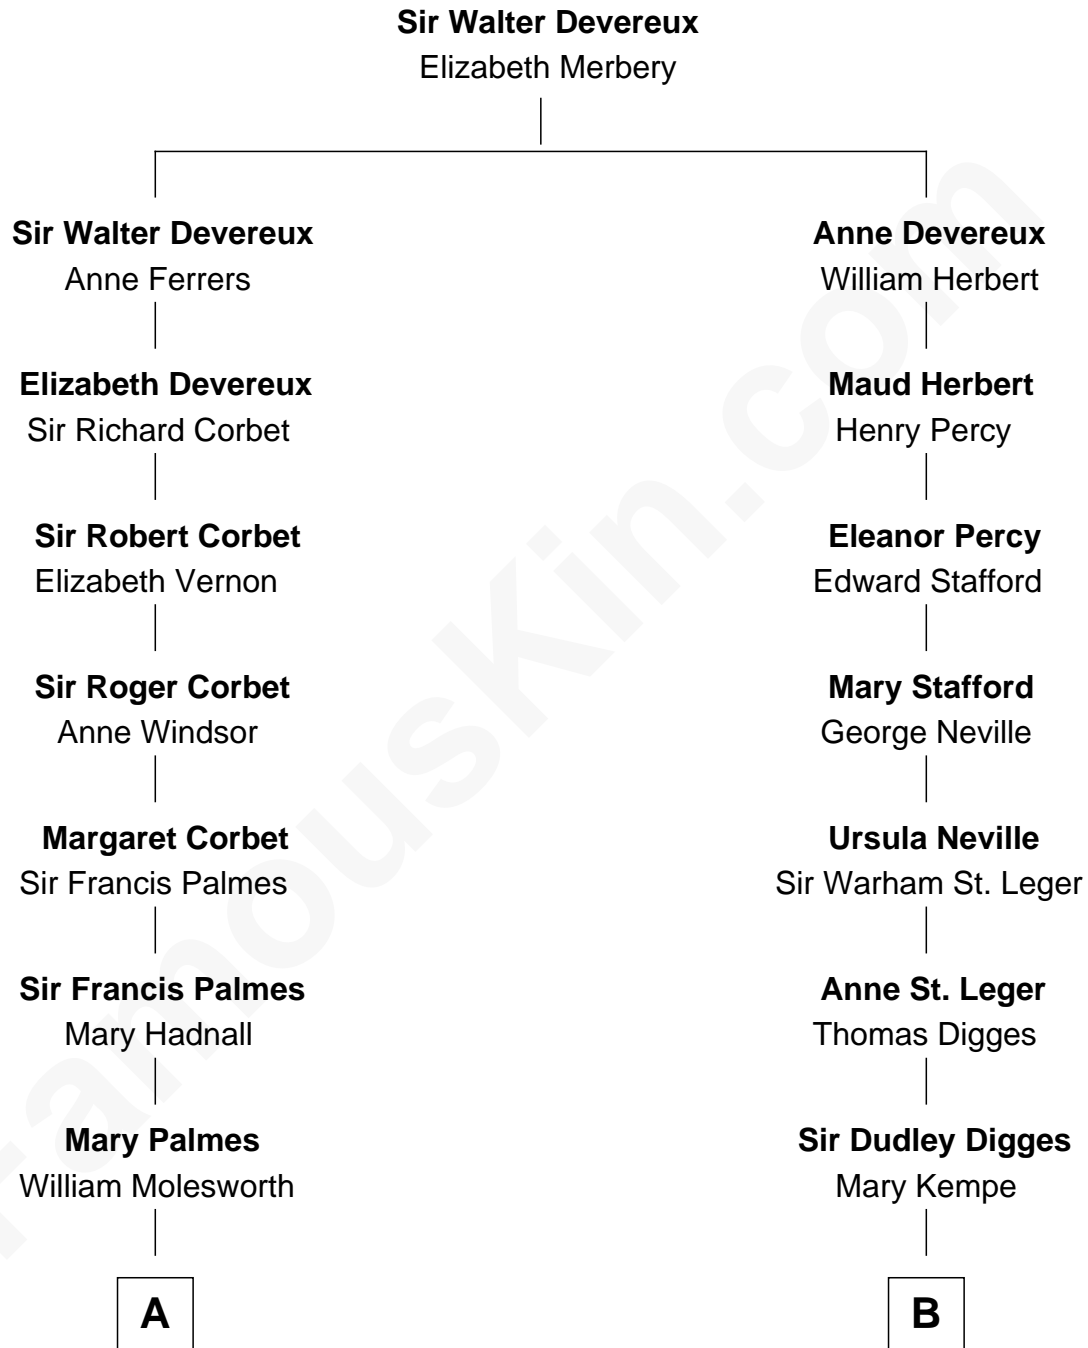 Sir Walter Devereux
Elizabeth Merbery
Sir Walter Devereux
Anne Ferrers
Anne Devereux
William Herbert
Elizabeth Devereux
Sir Richard Corbet
Maud Herbert
Henry Percy
Sir Robert Corbet
Elizabeth Vernon
Eleanor Percy
Edward Stafford
Sir Roger Corbet
Anne Windsor
Mary Stafford
George Neville
Margaret Corbet
Sir Francis Palmes
Ursula Neville
Sir Warham St. Leger
Sir Francis Palmes
Mary Hadnall
Anne St. Leger
Thomas Digges
Mary Palmes
William Molesworth
Sir Dudley Digges
Mary Kempe
A
B
FamousKin.com